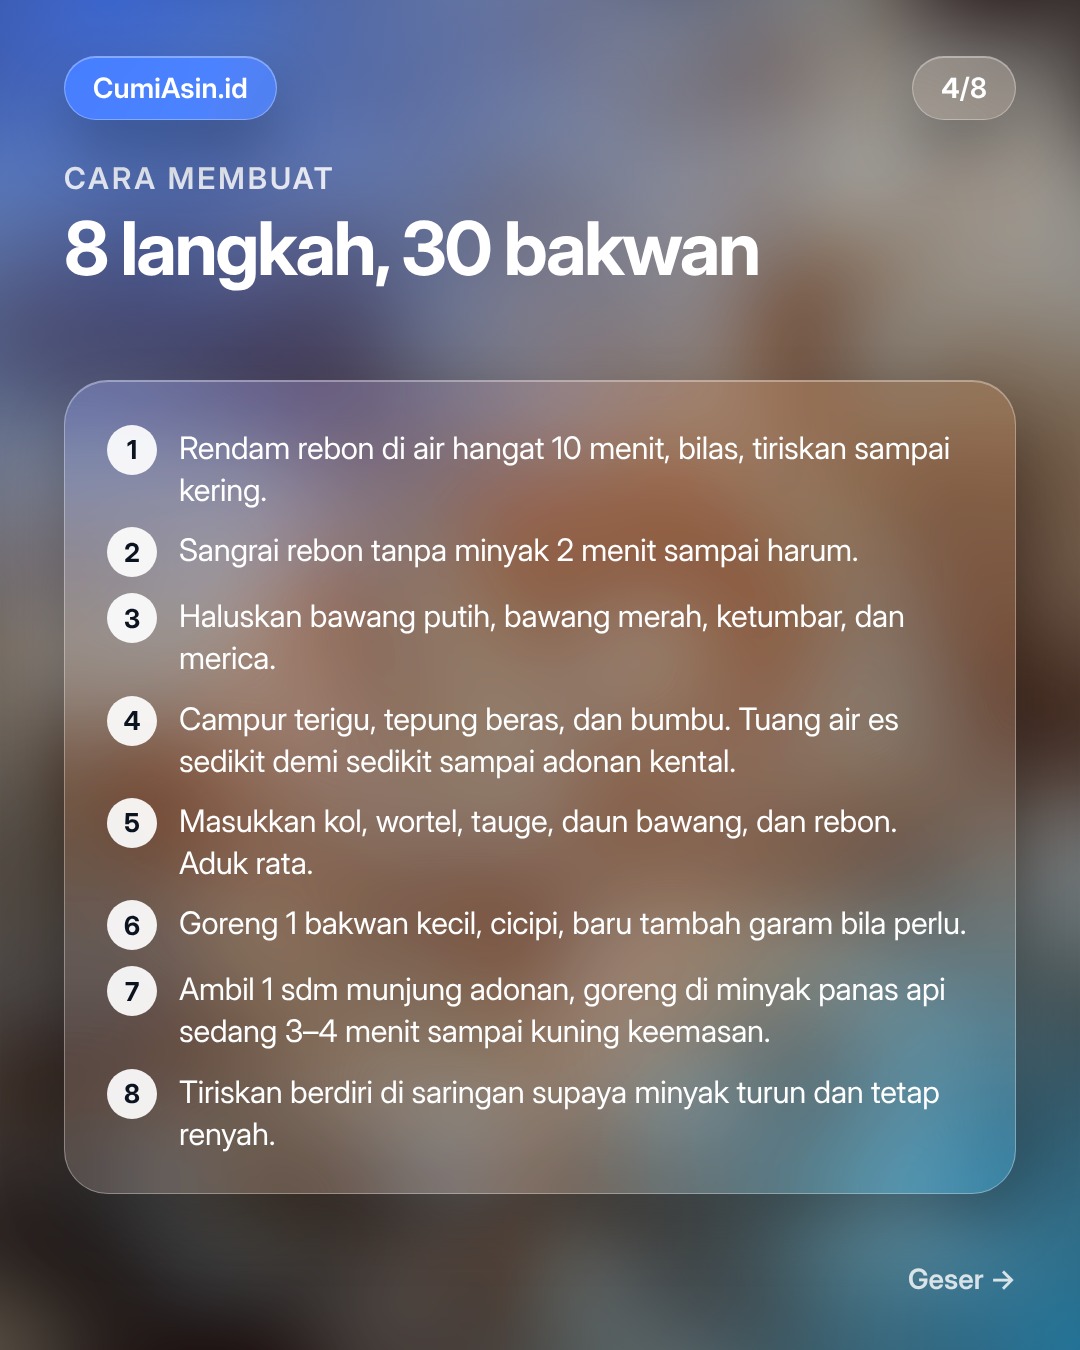 CumiAsin.id
4/8
CARA MEMBUAT
8 langkah, 30 bakwan
1 Rendam rebon di air hangat 10 menit, bilas, tiriskan sampai
kering.
2 Sangrai rebon tanpa minyak 2 menit sampai harum.
3 Haluskan bawang putih, bawang merah, ketumbar, dan
merica.
4 Campur terigu, tepung beras, dan bumbu. Tuang air es
sedikit demi sedikit sampai adonan kental.
5 Masukkan kol, wortel, tauge, daun bawang, dan rebon.
Aduk rata.
6 Goreng 1 bakwan kecil, cicipi, baru tambah garam bila perlu.
7 Ambil 1 sdm munjung adonan, goreng di minyak panas api
sedang 3–4 menit sampai kuning keemasan.
8 Tiriskan berdiri di saringan supaya minyak turun dan tetap
renyah.
Geser →